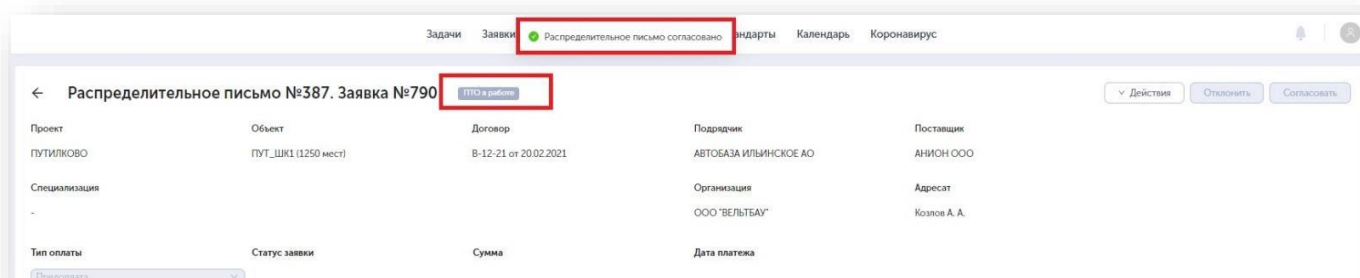 Задачи Заявки Распределительное письмо согласовано андарты Календарь Коронавирус
Распределительное письмо №387. Заявка №790 ПТО в работе Действия Отклонить Согласовать
Проект Объект Договор Подрядчик Поставщик
ПУТИЛКОВО ПУТ_ШК1 (1250 мест) В-12-21 от 20.02.2021 АВТОБАЗА ИЛЬИНСКОЕ АО АНИОН ООО
Специализация Организация Адресат
- ООО "ВЕЛЬТБАУ" Козлов А. А.
Тип оплаты Статус заявки Сумма Дата платежа
Предоплата